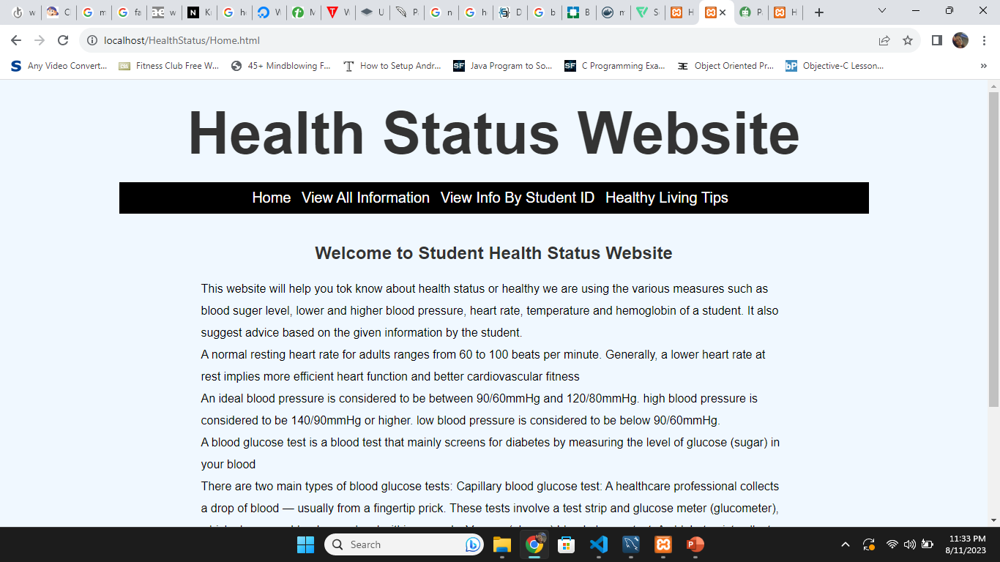 w
C
m
fa
w
Ki
he
W
M
W
U
P
n
h
D
b
B
m
S
H
P
H
localhost/HealthStatus/Home.html
Any Video Convert...
Fitness Club Free W...
45+ Mindblowing F...
How to Setup Andr...
Java Program to So...
C Programming Exa...
Object Oriented Pr...
Objective-C Lesson...
Health Status Website
Home View All Information View Info By Student ID Healthy Living Tips
Welcome to Student Health Status Website
This website will help you tok know about health status or healthy we are using the various measures such as
blood suger level, lower and higher blood pressure, heart rate, temperature and hemoglobin of a student. It also
suggest advice based on the given information by the student.
A normal resting heart rate for adults ranges from 60 to 100 beats per minute. Generally, a lower heart rate at
rest implies more efficient heart function and better cardiovascular fitness
An ideal blood pressure is considered to be between 90/60mmHg and 120/80mmHg. high blood pressure is
considered to be 140/90mmHg or higher. low blood pressure is considered to be below 90/60mmHg.
A blood glucose test is a blood test that mainly screens for diabetes by measuring the level of glucose (sugar) in
your blood
There are two main types of blood glucose tests: Capillary blood glucose test: A healthcare professional collects
a drop of blood — usually from a fingertip prick. These tests involve a test strip and glucose meter (glucometer),
Search
11:33 PM
8/11/2023